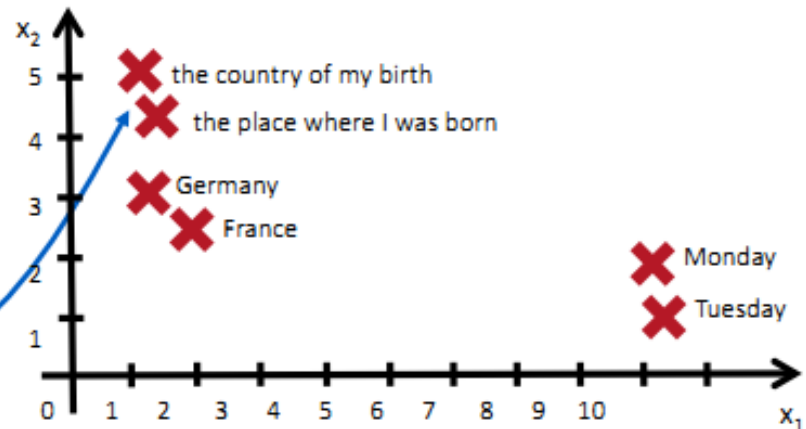 x2
5
the country of my birth
the place where I was born
4
Germany
3
France
Monday
2
Tuesday
1
0 1 2 3 4 5 6 7 8 9 10
x1